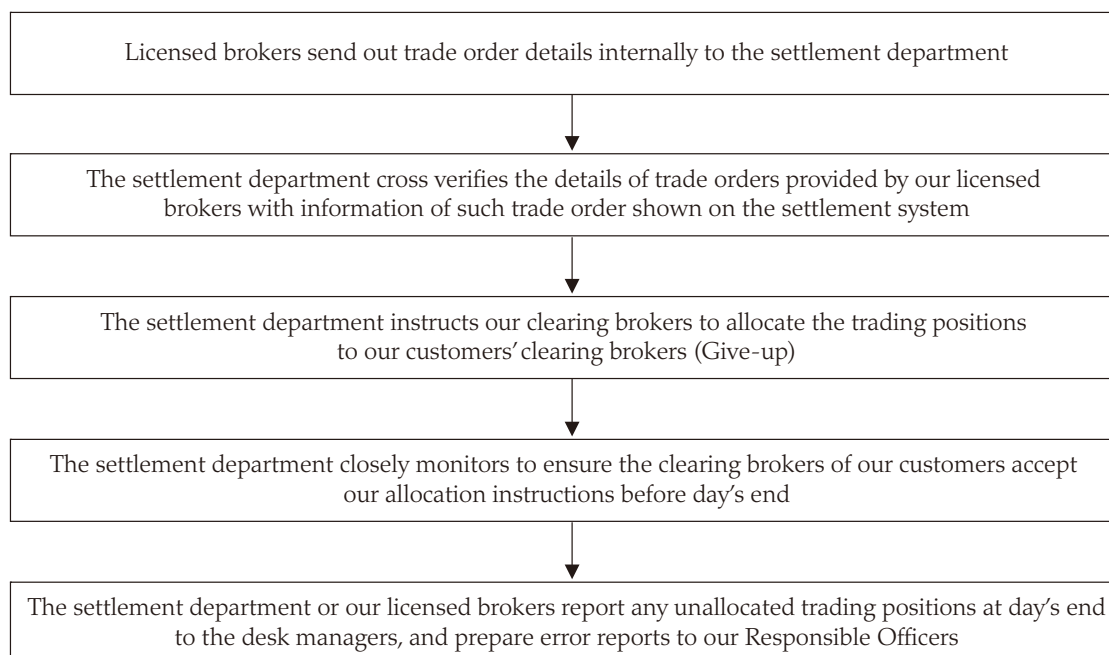 Licensed brokers send out trade order details internally to the settlement department
The settlement department cross verifies the details of trade orders provided by our licensed
brokers with information of such trade order shown on the settlement system
The settlement department instructs our clearing brokers to allocate the trading positions
to our customers’ clearing brokers (Give-up)
The settlement department closely monitors to ensure the clearing brokers of our customers accept
our allocation instructions before day’s end
The settlement department or our licensed brokers report any unallocated trading positions at day’s end
to the desk managers, and prepare error reports to our Responsible Officers